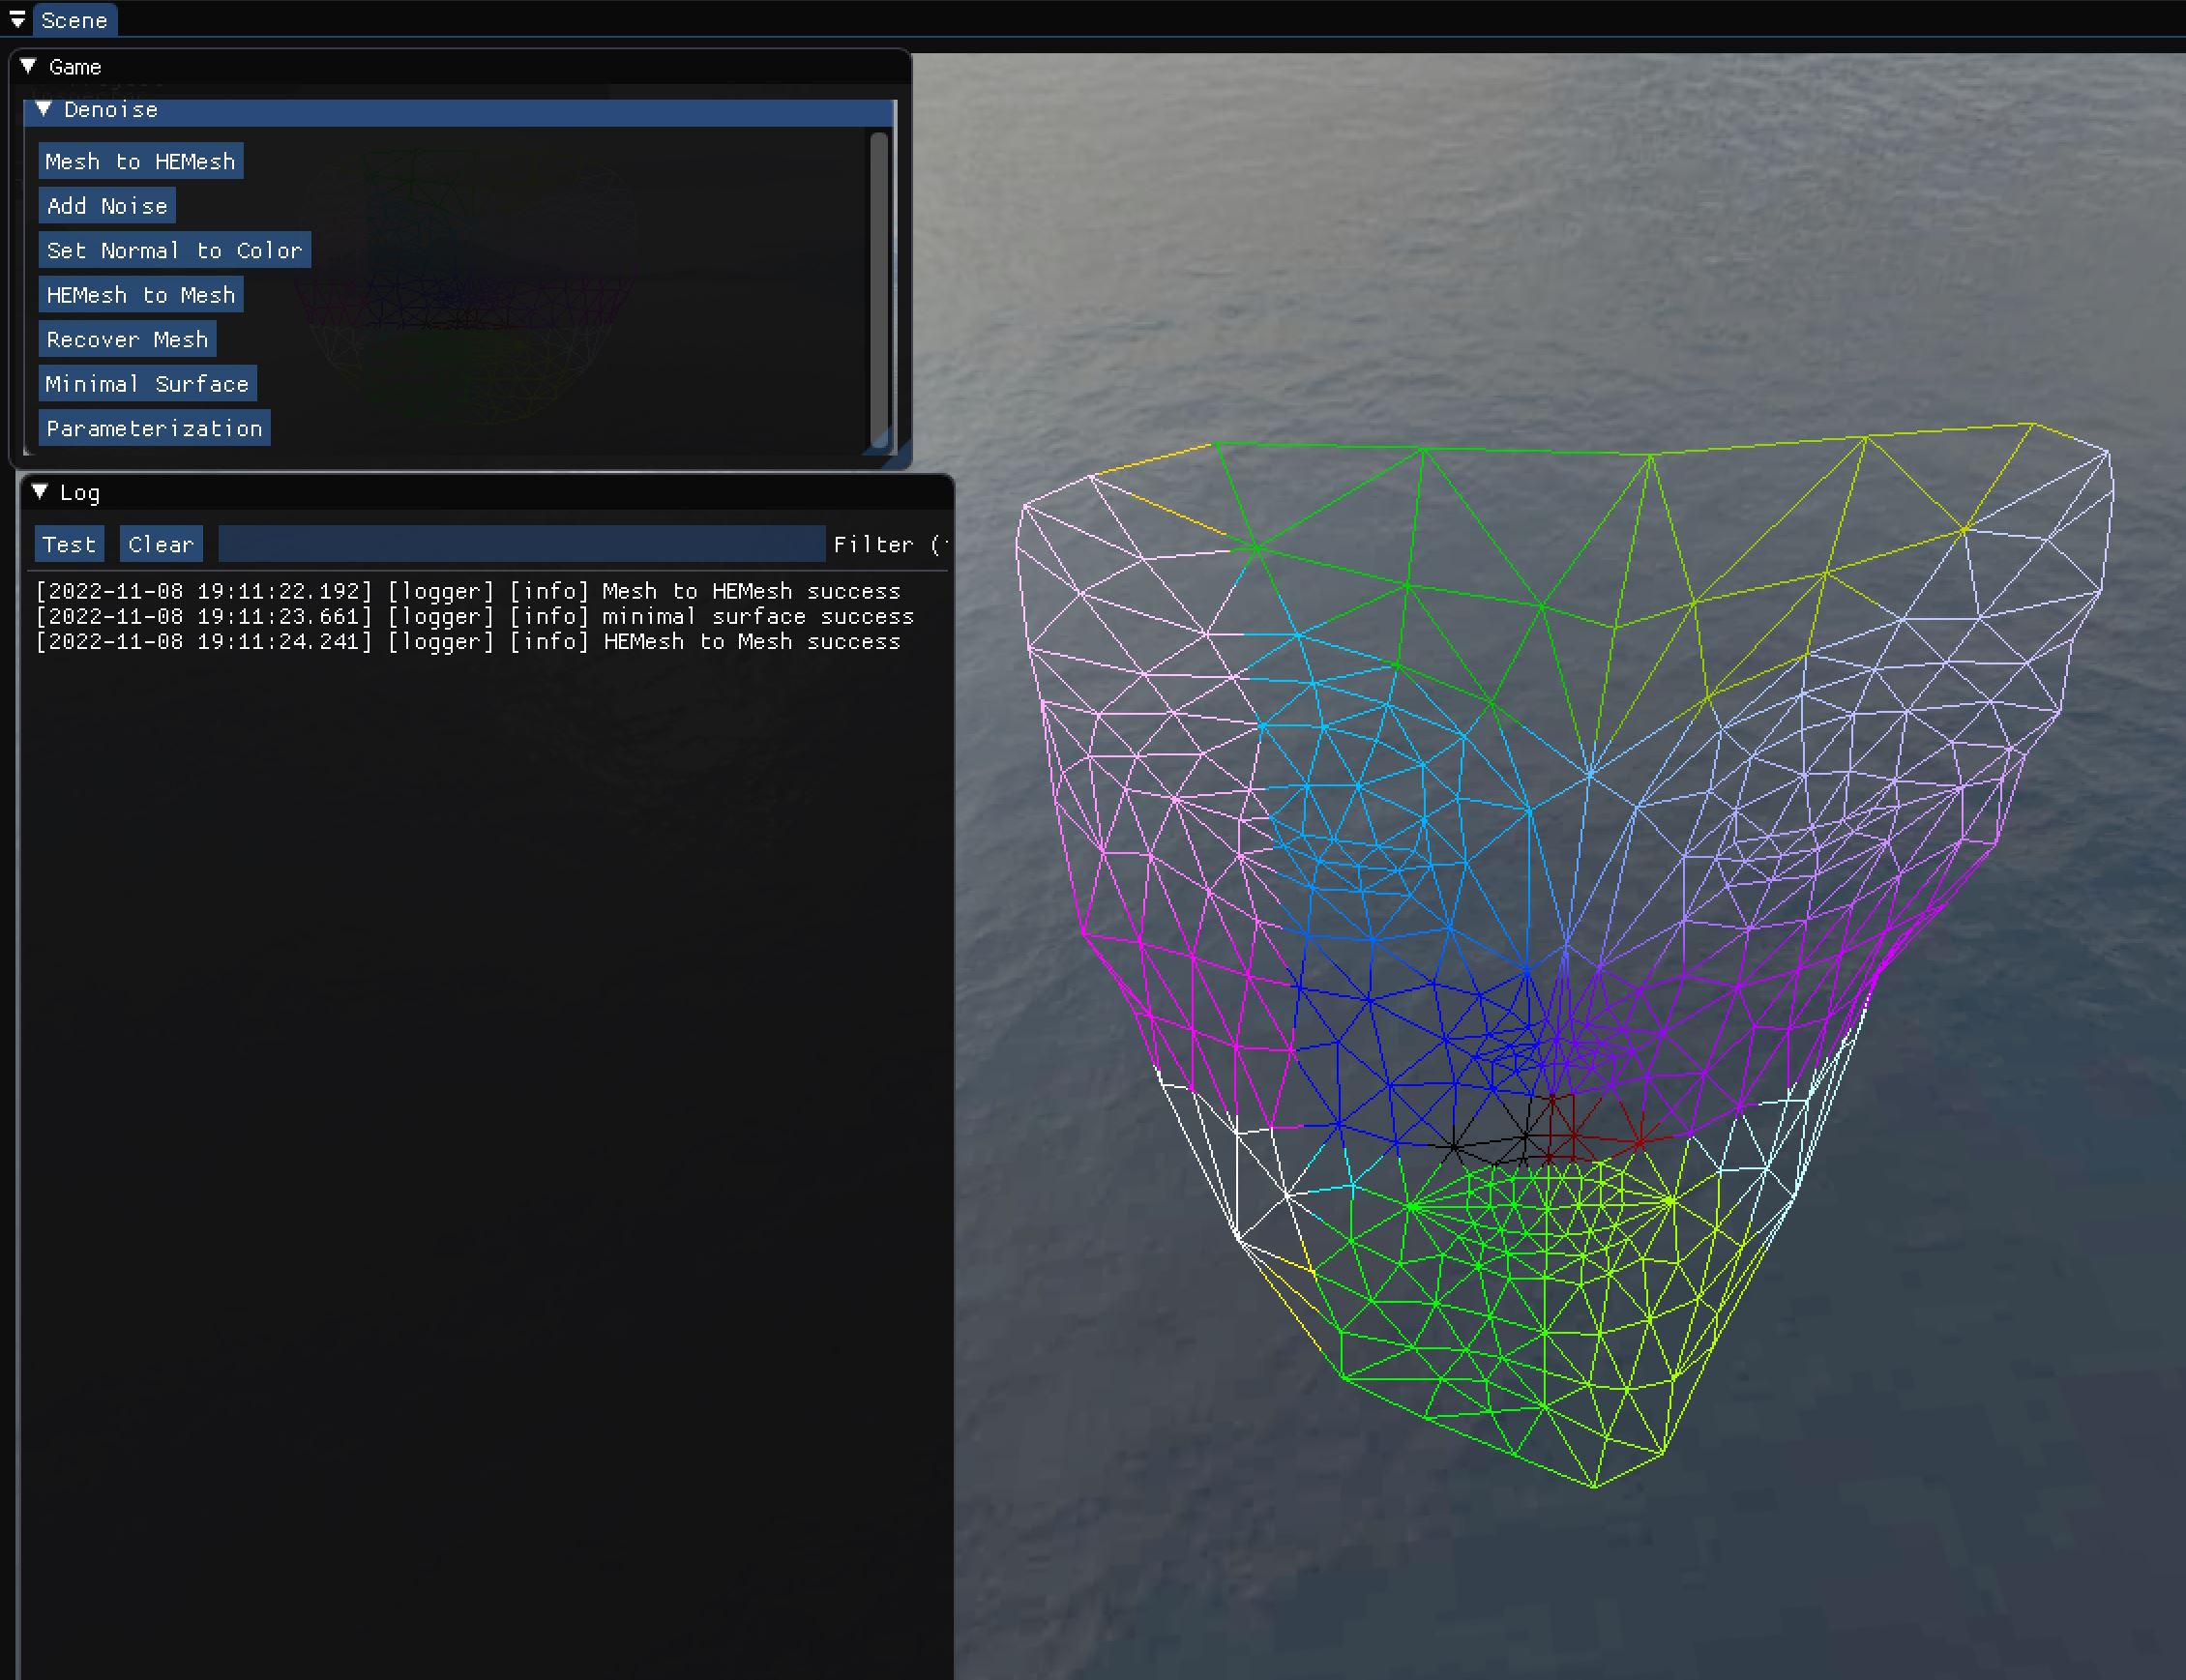 Scene
Game
Denoise
Mesh to HEMesh
Add Noise
Set Normal to Color
HEMesh to Mesh
Recover Mesh
Minimal Surface
Parameterization
Log
Test Clear Filter (
[2022-11-08 19:11:22.192] [logger] [info] Mesh to HEMesh success
[2022-11-08 19:11:23.661] [logger] [info] minimal surface success
[2022-11-08 19:11:24.241] [logger] [info] HEMesh to Mesh success